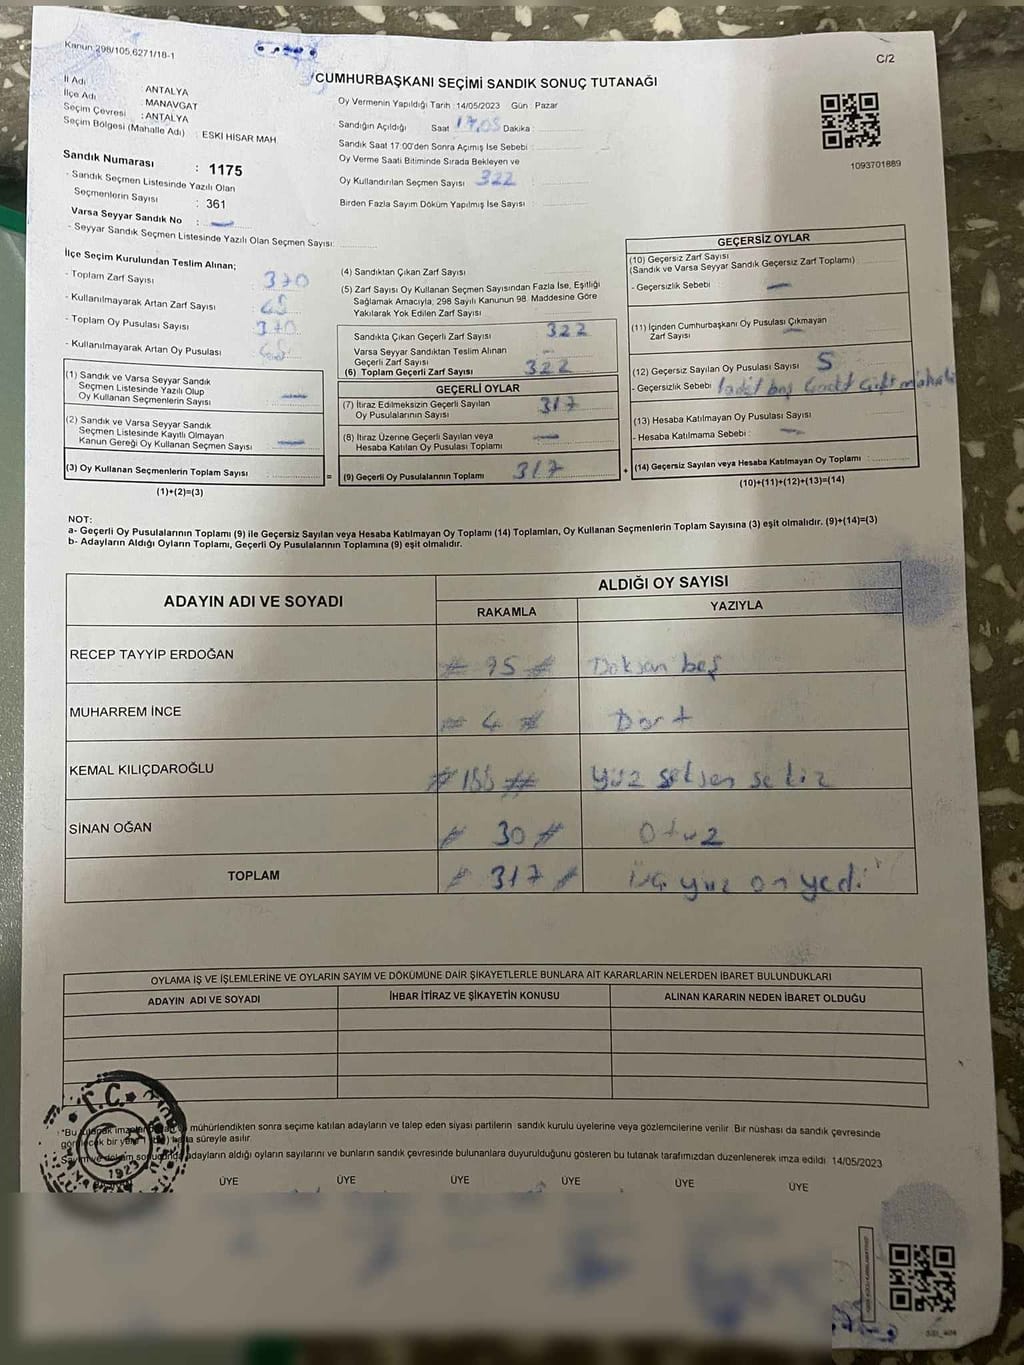 Kanun:298/105,6271/18-1
C/2
CUMHURBAŞKANI SEÇİMİ SANDIK SONUÇ TUTANAĞI
İl Adı : ANTALYA
İlçe Adı : MANAVGAT
Seçim Çevresi : ANTALYA
Seçim Bölgesi (Mahalle Adı) : ESKİ HİSAR MAH
Sandık Numarası : 1175
- Sandık Seçmen Listesinde Yazılı Olan
Seçmenlerin Sayısı : 361
Varsa Seyyar Sandık No : —
- Seyyar Sandık Seçmen Listesinde Yazılı Olan Seçmen Sayısı:
Oy Vermenin Yapıldığı Tarih :14/05/2023 Gün : Pazar
Sandığın Açıldığı Saat 17,05 Dakika :
Sandık Saat 17:00'den Sonra Açımış İse Sebebi :
Oy Verme Saati Bitiminde Sırada Bekleyen ve
Oy Kullandırılan Seçmen Sayısı 322
Birden Fazla Sayım Döküm Yapılmış İse Sayısı :
1093701889
İlçe Seçim Kurulundan Teslim Alınan;
- Toplam Zarf Sayısı : 370
- Kullanılmayarak Artan Zarf Sayısı :
- Toplam Oy Pusulası Sayısı : 370
- Kullanılmayarak Artan Oy Pusulası :
(1) Sandık ve Varsa Seyyar Sandık
Seçmen Listesinde Yazılı Olup
Oy Kullanan Seçmenlerin Sayısı : —
(2) Sandık ve Varsa Seyyar Sandık
Seçmen Listesinde Kayıtlı Olmayan
Kanun Gereği Oy Kullanan Seçmen Sayısı : —
(3) Oy Kullanan Seçmenlerin Toplam Sayısı :
(1)+(2)=(3)
(4) Sandıktan Çıkan Zarf Sayısı
(5) Zarf Sayısı Oy Kullanan Seçmen Sayısından Fazla İse, Eşitliği
Sağlamak Amacıyla, 298 Sayılı Kanunun 98. Maddesine Göre
Yakılarak Yok Edilen Zarf Sayısı
Sandıkta Çıkan Geçerli Zarf Sayısı 322
Varsa Seyyar Sandıktan Teslim Alınan
Geçerli Zarf Sayısı —
(6) Toplam Geçerli Zarf Sayısı 322
GEÇERLİ OYLAR
(7) İtiraz Edilmeksizin Geçerli Sayılan
Oy Pusulalarının Sayısı 317
(8) İtiraz Üzerine Geçerli Sayılan veya
Hesaba Katılan Oy Pusulası Toplamı —
= (9) Geçerli Oy Pusulalarının Toplamı 317
GEÇERSİZ OYLAR
(10) Geçersiz Zarf Sayısı
(Sandık ve Varsa Seyyar Sandık Geçersiz Zarf Toplamı)
- Geçersizlik Sebebi : —
(11) İçinden Cumhurbaşkanı Oy Pusulası Çıkmayan
Zarf Sayısı —
(12) Geçersiz Sayılan Oy Pusulası Sayısı 5
- Geçersizlik Sebebi : 1 adet boş 4 adet çift
(13) Hesaba Katılmayan Oy Pusulası Sayısı
- Hesaba Katılmama Sebebi : —
+ (14) Geçersiz Sayılan veya Hesaba Katılmayan Oy Toplamı :
(10)+(11)+(12)+(13)=(14)
NOT:
a- Geçerli Oy Pusulalarının Toplamı (9) ile Geçersiz Sayılan veya Hesaba Katılmayan Oy Toplamı (14) Toplamları, Oy Kullanan Seçmenlerin Toplam Sayısına (3) eşit olmalıdır. (9)+(14)=(3)
b- Adayların Aldığı Oyların Toplamı, Geçerli Oy Pusulalarının Toplamına (9) eşit olmalıdır.
ADAYIN ADI VE SOYADI
ALDIĞI OY SAYISI
RAKAMLA YAZIYLA
RECEP TAYYİP ERDOĞAN # 95 # Doksan beş
MUHARREM İNCE # 4 # Dört
KEMAL KILIÇDAROĞLU # 188 # yüz seksen sekiz
SİNAN OĞAN # 30 # Otuz
TOPLAM # 317 # üç yüz on yedi
OYLAMA İŞ VE İŞLEMLERİNE VE OYLARIN SAYIM VE DÖKÜMÜNE DAİR ŞİKAYETLERLE BUNLARA AİT KARARLARIN NELERDEN İBARET BULUNDUKLARI
ADAYIN ADI VE SOYADI İHBAR İTİRAZ VE ŞİKAYETİN KONUSU ALINAN KARARIN NEDEN İBARET OLDUĞU
T.C.
1923
"Bu mühürlendikten sonra seçime katılan adayların ve talep eden siyasi partilerin sandık kurulu üyelerine veya gözlemcilerine verilir. Bir nüshası da sandık çevresinde
bir yere hafta süreyle asılır.
adayların aldığı oyların sayılarını ve bunların sandık çevresinde bulunanlara duyurulduğunu gösteren bu tutanak tarafımızdan düzenlenerek imza edildi. 14/05/2023
ÜYE ÜYE ÜYE ÜYE ÜYE ÜYE